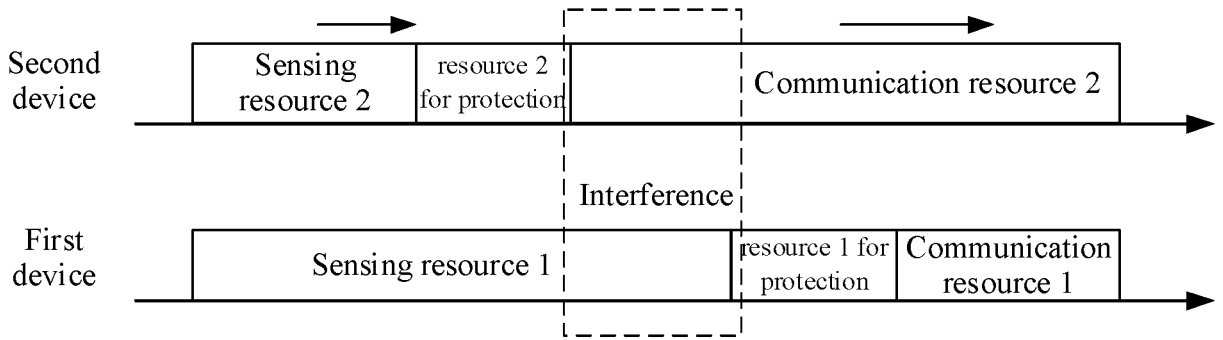 Second
device
Sensing
resource 2
resource 2
for protection
Communication resource 2
Interference
First
device
Sensing resource 1
resource 1 for
protection
Communication
resource 1